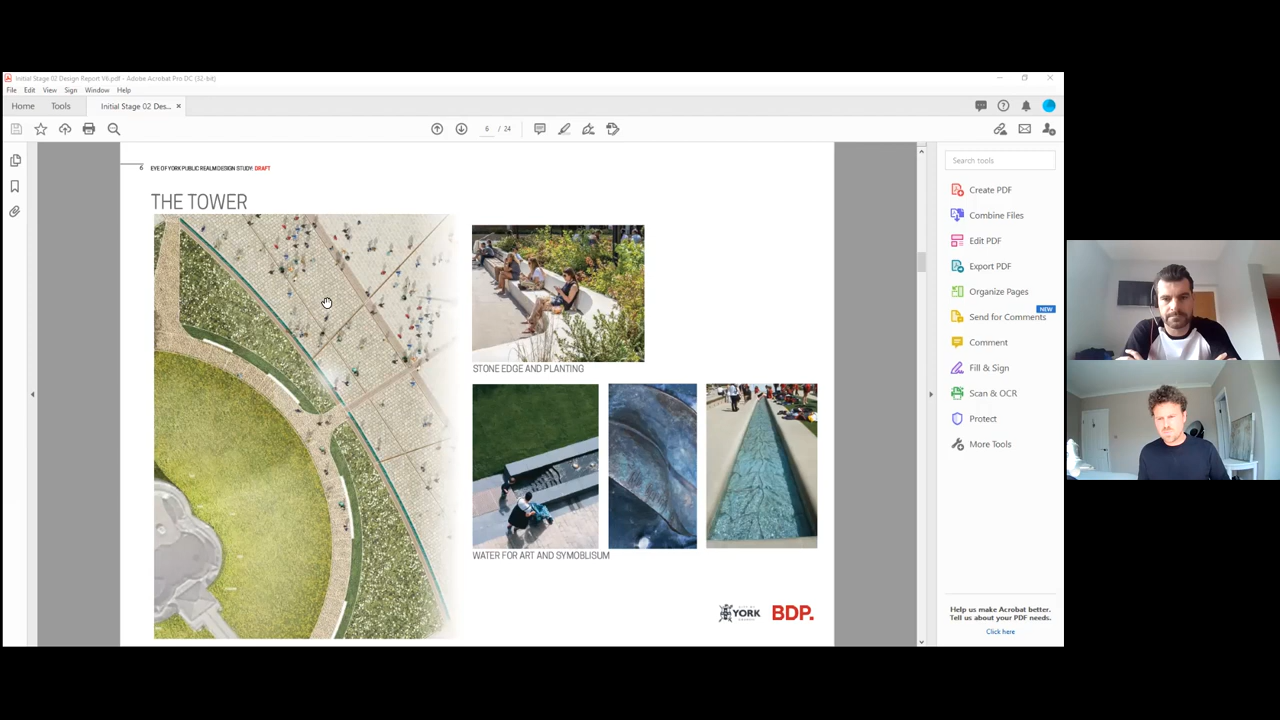 Initial Stage 02 Design Report V6.pdf - Adobe Acrobat Pro DC (32-bit)
File Edit View Sign Window Help
Home Tools Initial Stage 02 Des... ×
6 / 24
Search tools
Create PDF
Combine Files
Edit PDF
Export PDF
Organize Pages
NEW
Send for Comments
Comment
Fill & Sign
Scan & OCR
Protect
More Tools
Help us make Acrobat better.
Tell us about your PDF needs.
Click here
6 EYE OF YORK PUBLIC REALM DESIGN STUDY: DRAFT
THE TOWER
STONE EDGE AND PLANTING
WATER FOR ART AND SYMOBLISUM
YORK
BDP.